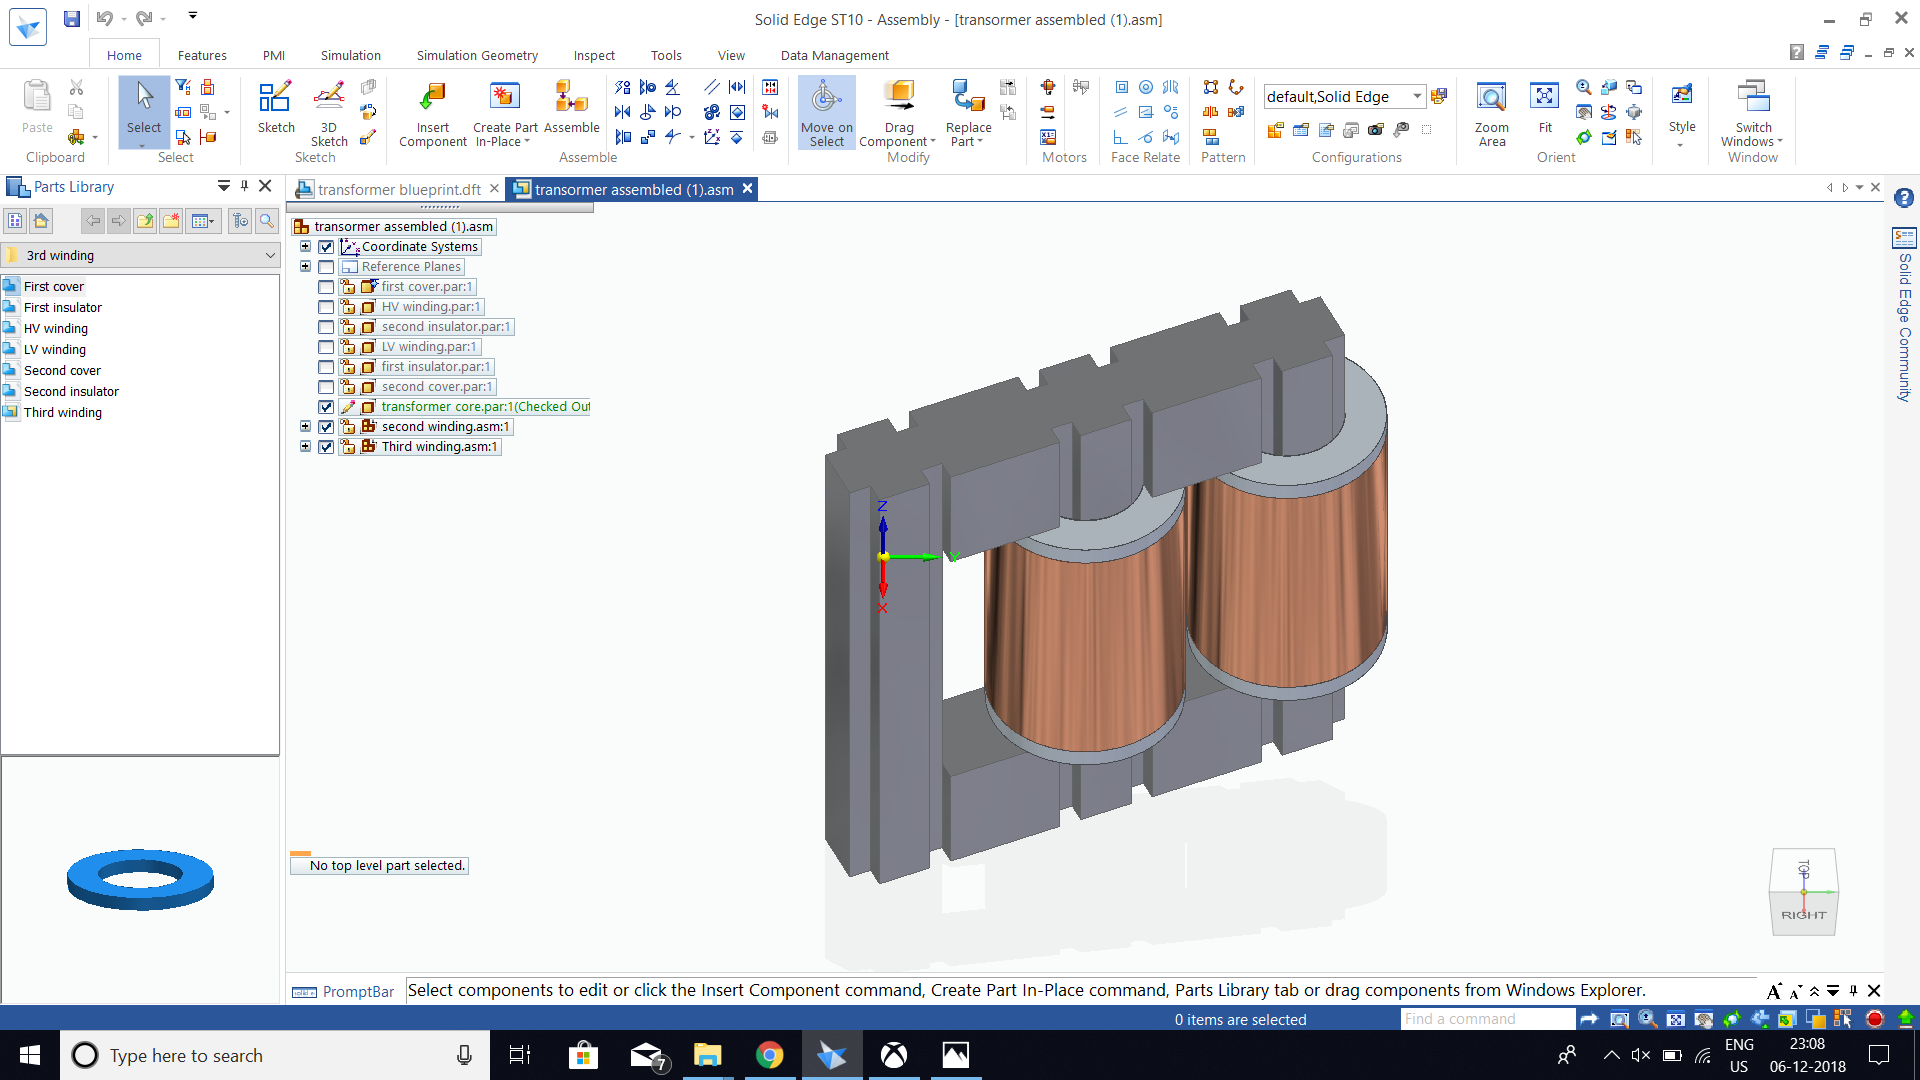 Solid Edge ST10 - Assembly - [transormer assembled (1).asm]
Home Features PMI Simulation Simulation Geometry Inspect Tools View Data Management
Paste Select Sketch 3D Sketch Insert Component Create Part In-Place Assemble Move on Select Drag Component Replace Part default,Solid Edge Zoom Area Fit Style Switch Windows
Clipboard Select Sketch Assemble Modify Motors Face Relate Pattern Configurations Orient Window
Parts Library
transformer blueprint.dft
transormer assembled (1).asm
3rd winding
First cover
First insulator
HV winding
LV winding
Second cover
Second insulator
Third winding
transormer assembled (1).asm
Coordinate Systems
Reference Planes
first cover.par:1
HV winding.par:1
second insulator.par:1
LV winding.par:1
first insulator.par:1
second cover.par:1
transformer core.par:1(Checked Out
second winding.asm:1
Third winding.asm:1
Z
Y
X
No top level part selected.
TOP
RIGHT
Solid Edge Community
PromptBar
Select components to edit or click the Insert Component command, Create Part In-Place command, Parts Library tab or drag components from Windows Explorer.
0 items are selected
Find a command
Type here to search
7
ENG
US
23:08
06-12-2018